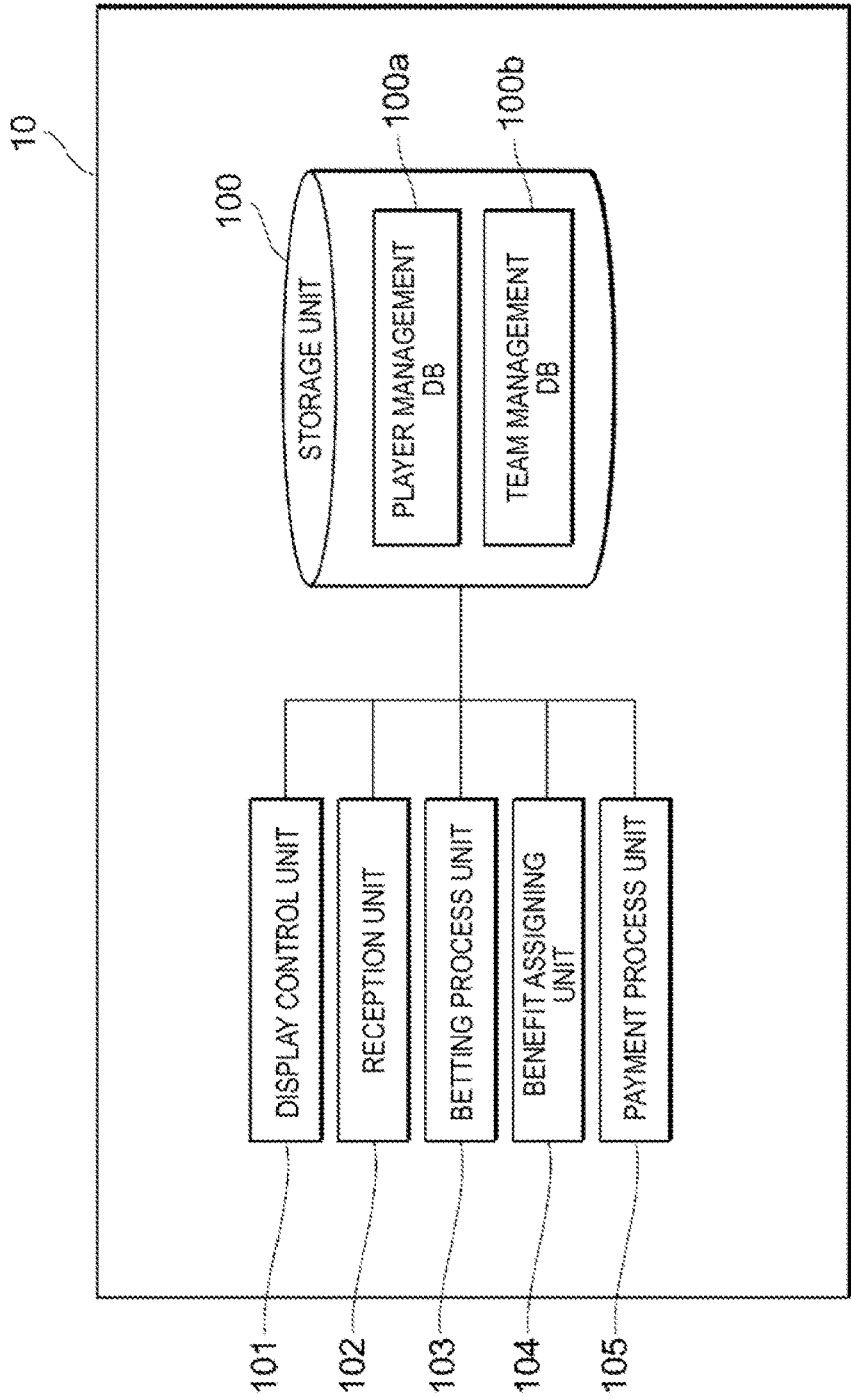 10
100
STORAGE UNIT
100a
PLAYER MANAGEMENT
DB
100b
TEAM MANAGEMENT
DB
101
DISPLAY CONTROL UNIT
102
RECEPTION UNIT
103
BETTING PROCESS UNIT
104
BENEFIT ASSIGNING
UNIT
105
PAYMENT PROCESS UNIT